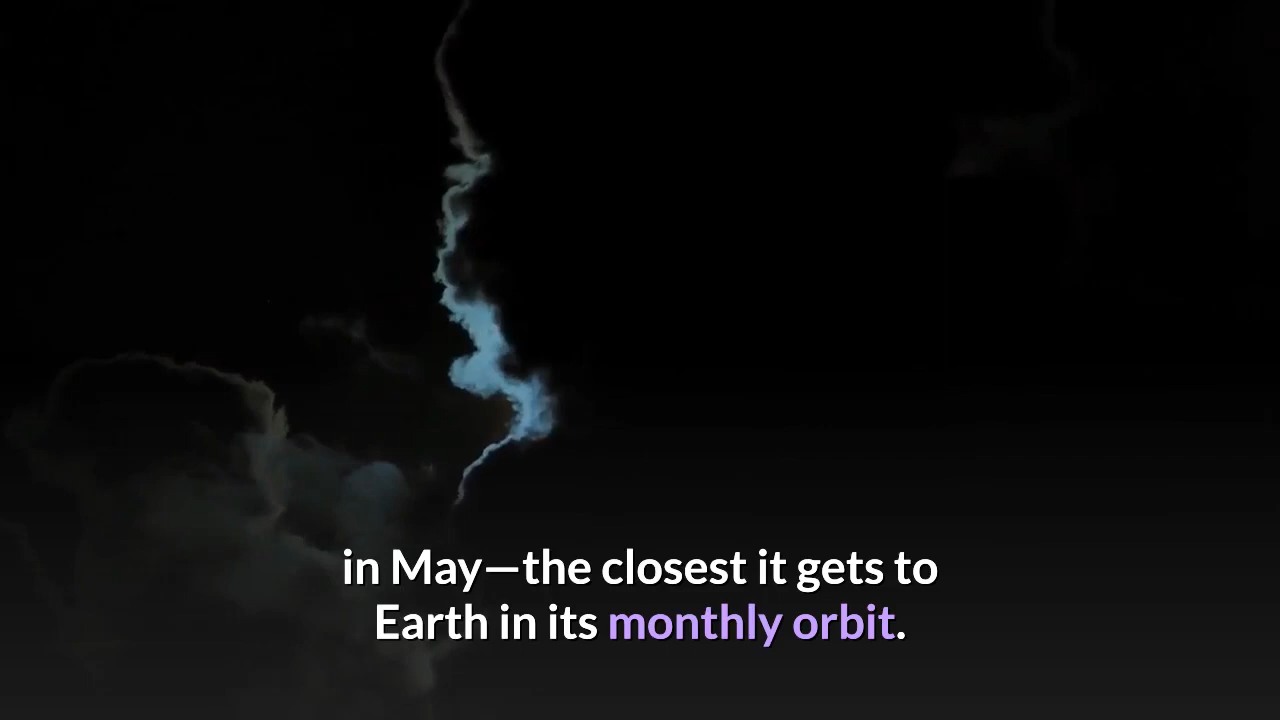 in May—the closest it gets to
Earth in its monthly orbit.